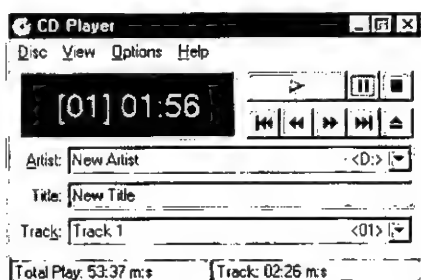 CD Player
Disc View Options Help
[01] 01:56
Artist: New Artist <D:>
Title: New Title
Track: Track 1 <01>
Total Play: 53:37 m:s Track: 02:26 m:s